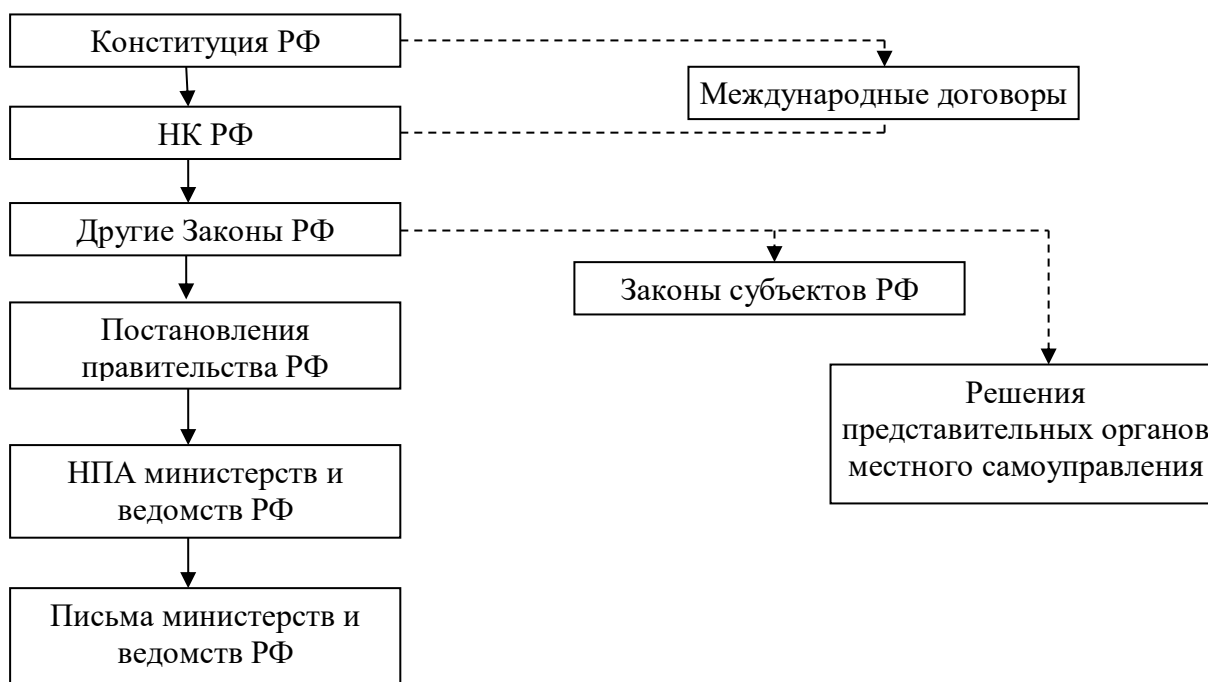 Конституция РФ
Международные договоры
НК РФ
Другие Законы РФ
Законы субъектов РФ
Постановления
правительства РФ
Решения
представительных органов
местного самоуправления
НПА министерств и
ведомств РФ
Письма министерств и
ведомств РФ